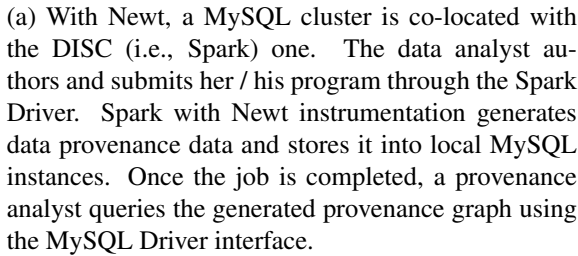 (a) With Newt, a MySQL cluster is co-located with
the DISC (i.e., Spark) one. The data analyst au-
thors and submits her / his program through the Spark
Driver. Spark with Newt instrumentation generates
data provenance data and stores it into local MySQL
instances. Once the job is completed, a provenance
analyst queries the generated provenance graph using
the MySQL Driver interface.